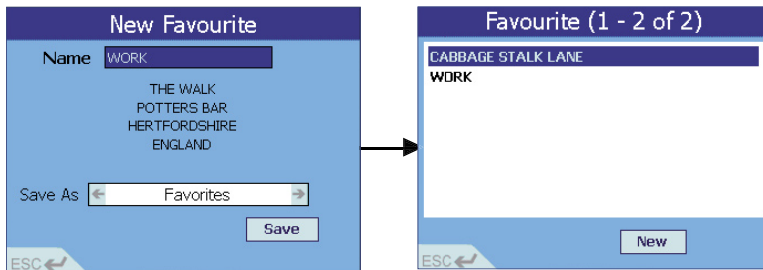 New Favourite
Name WORK
THE WALK
POTTERS BAR
HERTFORDSHIRE
ENGLAND
Save As Favorites
Save
ESC
Favourite (1 - 2 of 2)
CABBAGE STALK LANE
WORK
New
ESC